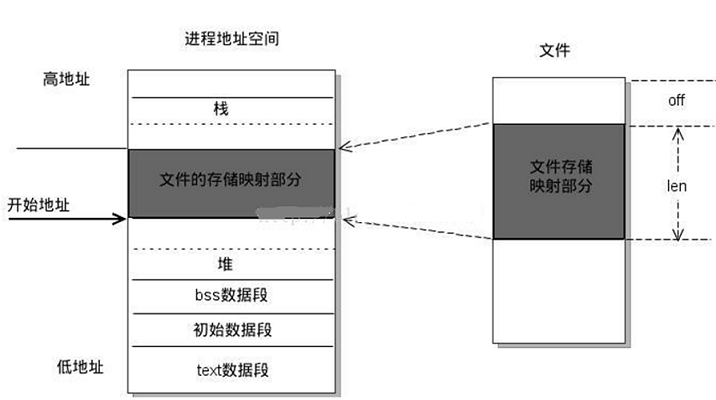 进程地址空间
文件
高地址
栈
off
文件的存储映射部分
文件存储
映射部分
len
开始地址
堆
bss数据段
初始数据段
低地址
text数据段